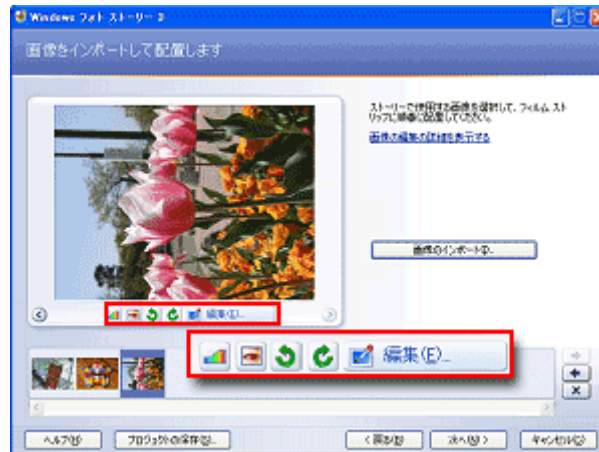 Windows フォト ストーリー 3
画像をインポートして配置します
ストーリーで使用する画像を選択して、フィルム スト
リップに順番に配置してください。
画像の編集の詳細を表示する
画像のインポート(I)...
編集(E)...
編集(E)...
ヘルプ(H)
プロジェクトの保存(S)...
< 戻る(B)
次へ(N) >
キャンセル(C)